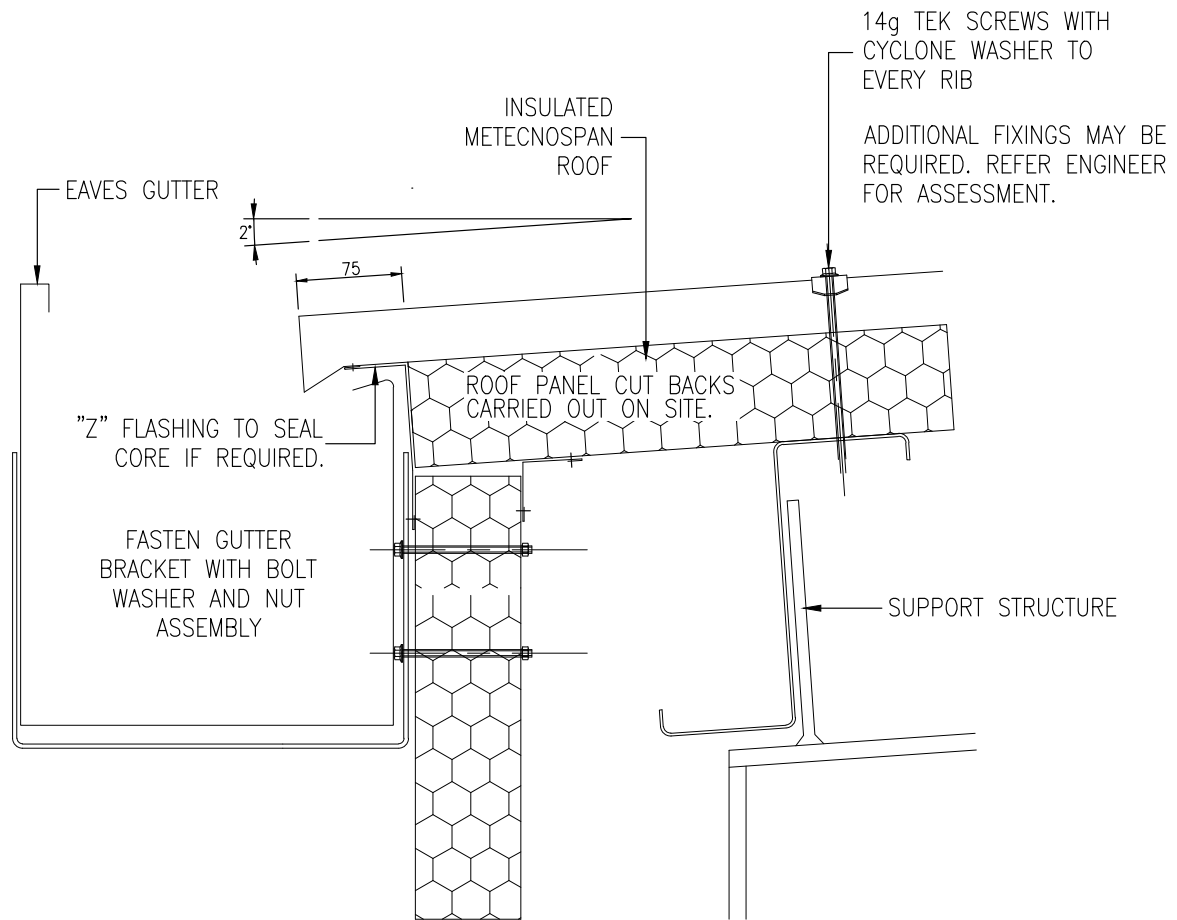 14g TEK SCREWS WITH
CYCLONE WASHER TO
EVERY RIB
ADDITIONAL FIXINGS MAY BE
REQUIRED. REFER ENGINEER
FOR ASSESSMENT.
INSULATED
METECNOSPAN
ROOF
EAVES GUTTER
2°
75
ROOF PANEL CUT BACKS
CARRIED OUT ON SITE.
"Z" FLASHING TO SEAL
CORE IF REQUIRED.
FASTEN GUTTER
BRACKET WITH BOLT
WASHER AND NUT
ASSEMBLY
SUPPORT STRUCTURE